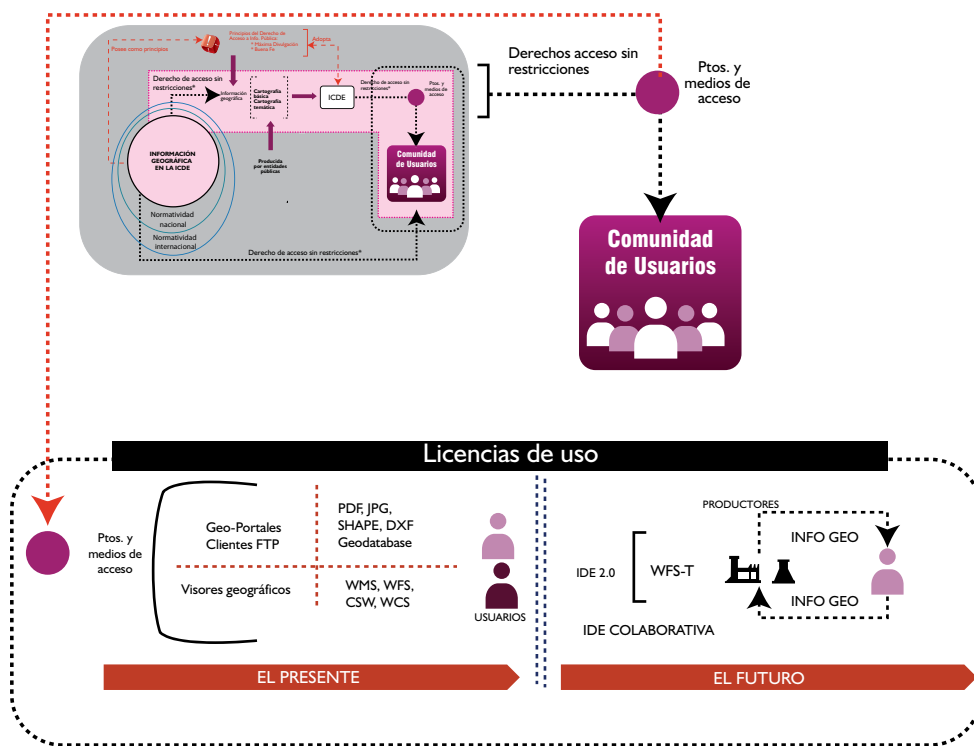 Posee como principios
Principios del Derecho de
Acceso a Info. Pública:
* Máxima Divulgación
* Buena Fe
Adopta
Derecho de acceso sin
restricciones*
Información
geográfica
Cartografía
básica
Cartografía
temática
ICDE
Derecho de acceso sin
restricciones*
Ptos. y
medios de
acceso
INFORMACIÓN
GEOGRÁFICA
EN LA ICDE
Producida
por entidades
públicas
Comunidad
de Usuarios
Normatividad
nacional
Normatividad
internacional
Derecho de acceso sin restricciones*
Derechos acceso sin
restricciones
Ptos. y
medios de
acceso
Comunidad
de Usuarios
Licencias de uso
Ptos. y
medios de
acceso
Geo-Portales
Clientes FTP
PDF, JPG,
SHAPE, DXF
Geodatabase
Visores geográficos
WMS, WFS,
CSW, WCS
USUARIOS
PRODUCTORES
INFO GEO
IDE 2.0
WFS-T
INFO GEO
IDE COLABORATIVA
EL PRESENTE
EL FUTURO